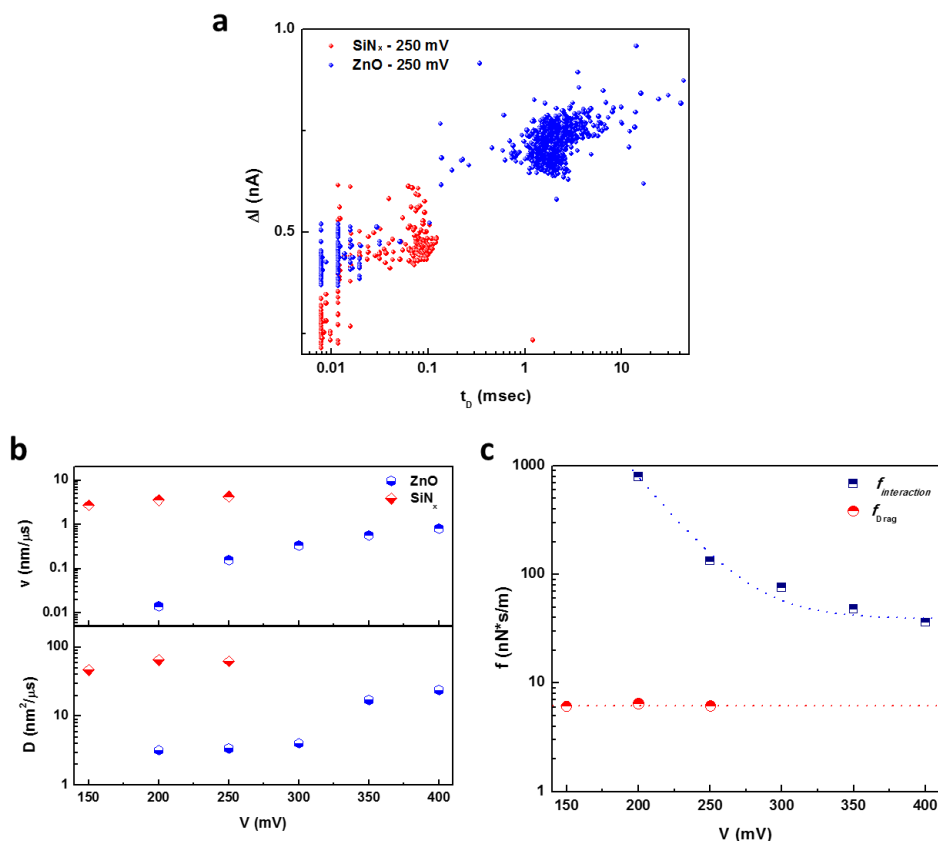 a
1.0
SiNx - 250 mV
ZnO - 250 mV
ΔI (nA)
0.5
0.01 0.1 1 10
tD (msec)
b
10
1
0.1
0.01
v (nm/µs)
ZnO
SiNx
100
10
1
D (nm²/µs)
150 200 250 300 350 400
V (mV)
c
1000
100
10
1
f (nN*s/m)
finteraction
fDrag
150 200 250 300 350 400
V (mV)